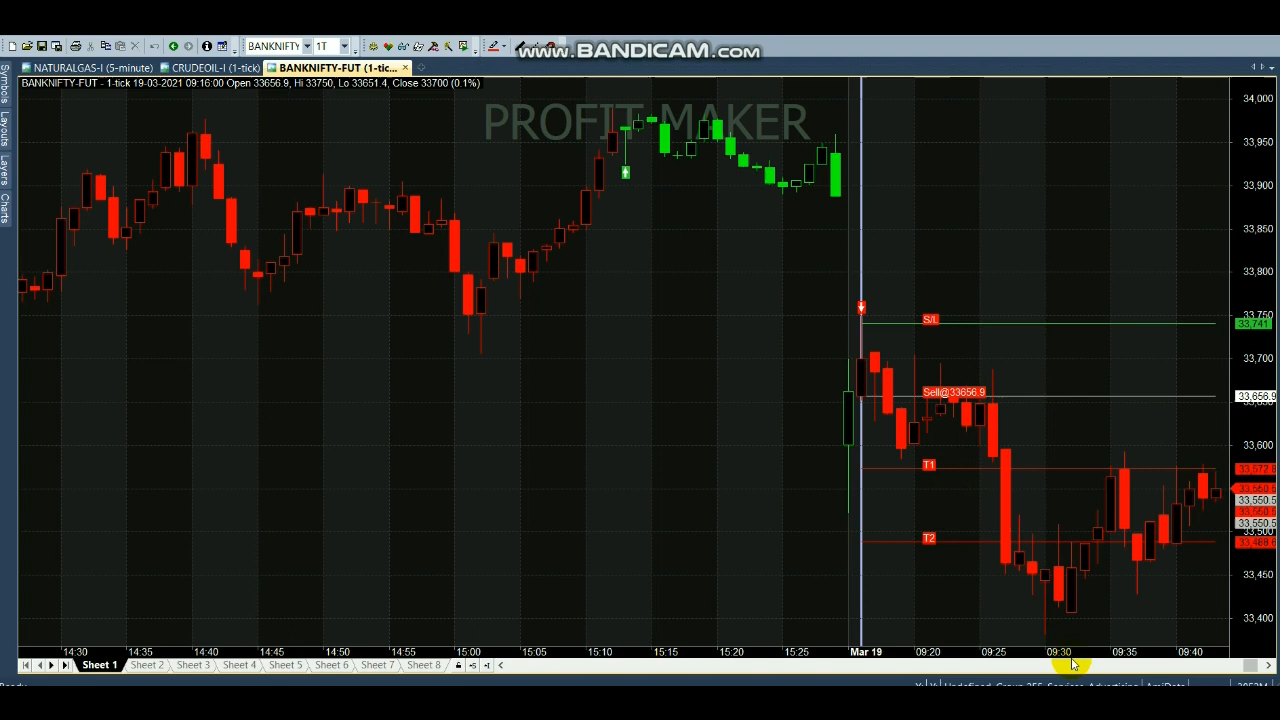 www.BANDICAM.com
BANKNIFTY 1T
NATURALGAS-I (5-minute) CRUDEOIL-I (1-tick) BANKNIFTY-FUT (1-tic...
BANKNIFTY-FUT - 1-tick 19-03-2021 09:16:00 Open 33656.9, Hi 33750, Lo 33651.4, Close 33700 (0.1%)
PROFIT MAKER
Symbols
Layouts
Layers
Charts
34,000
33,950
33,900
33,850
33,800
33,750
S/L
33,741
33,700
Sell@33656.9
33,656.9
33,600
T1
33,550.5
33,550.5
33,500
T2
33,450
33,400
14:30 14:35 14:40 14:45 14:50 14:55 15:00 15:05 15:10 15:15 15:20 15:25 Mar 19 09:20 09:25 09:30 09:35 09:40
Sheet 1 Sheet 2 Sheet 3 Sheet 4 Sheet 5 Sheet 6 Sheet 7 Sheet 8